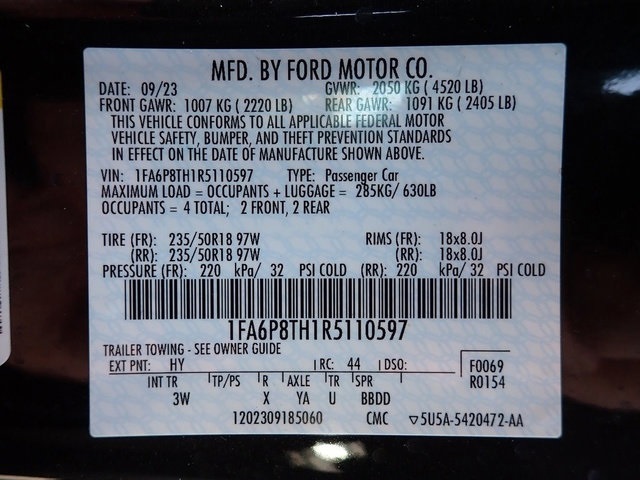 MFD. BY FORD MOTOR CO.
DATE: 09/23 GVWR: 2050 KG ( 4520 LB)
FRONT GAWR: 1007 KG ( 2220 LB) REAR GAWR: 1091 KG ( 2405 LB)
THIS VEHICLE CONFORMS TO ALL APPLICABLE FEDERAL MOTOR
VEHICLE SAFETY, BUMPER, AND THEFT PREVENTION STANDARDS
IN EFFECT ON THE DATE OF MANUFACTURE SHOWN ABOVE.
VIN: 1FA6P8TH1R5110597 TYPE: Passenger Car
MAXIMUM LOAD = OCCUPANTS + LUGGAGE = 285KG/ 630LB
OCCUPANTS = 4 TOTAL; 2 FRONT, 2 REAR
TIRE (FR): 235/50R18 97W RIMS (FR): 18x8.0J
(RR): 235/50R18 97W (RR): 18x8.0J
PRESSURE (FR): 220 kPa/ 32 PSI COLD (RR): 220 kPa/ 32 PSI COLD
1FA6P8TH1R5110597
TRAILER TOWING - SEE OWNER GUIDE
EXT PNT: HY RC: 44 DSO: F0069
INT TR TP/PS R AXLE TR SPR R0154
3W X YA U BBDD
1202309185060 CMC ▽5U5A-5420472-AA